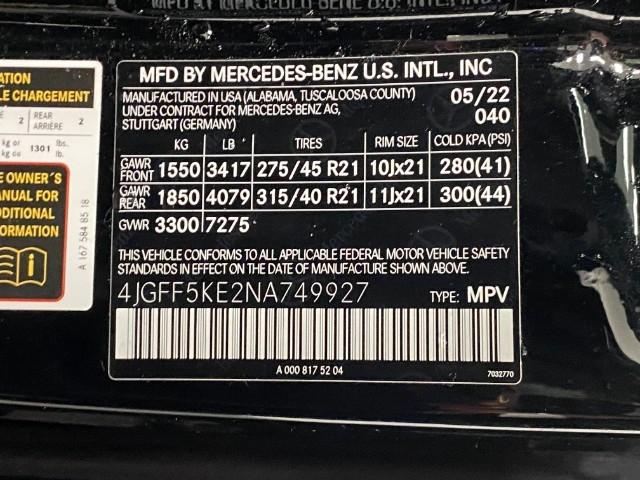 MFD BY MERCEDES-BENZ U.S. INTL., INC
MANUFACTURED IN USA (ALABAMA, TUSCALOOSA COUNTY) 05/22
UNDER CONTRACT FOR MERCEDES-BENZ AG, 040
STUTTGART (GERMANY)
KG LB TIRES RIM SIZE COLD KPA (PSI)
GAWR FRONT 1550 3417 275/45 R21 10Jx21 280(41)
GAWR REAR 1850 4079 315/40 R21 11Jx21 300(44)
GVWR 3300 7275
THIS VEHICLE CONFORMS TO ALL APPLICABLE FEDERAL MOTOR VEHICLE SAFETY
STANDARDS IN EFFECT ON THE DATE OF MANUFACTURE SHOWN ABOVE.
4JGFF5KE2NA749927 TYPE: MPV
A 000 817 52 04
7032770
CHARGEMENT
2 REAR 2
ARRIÈRE
kg or lbs.
kg ou 1301 lb.
OWNER´S
FOR
A 167 584 85 18